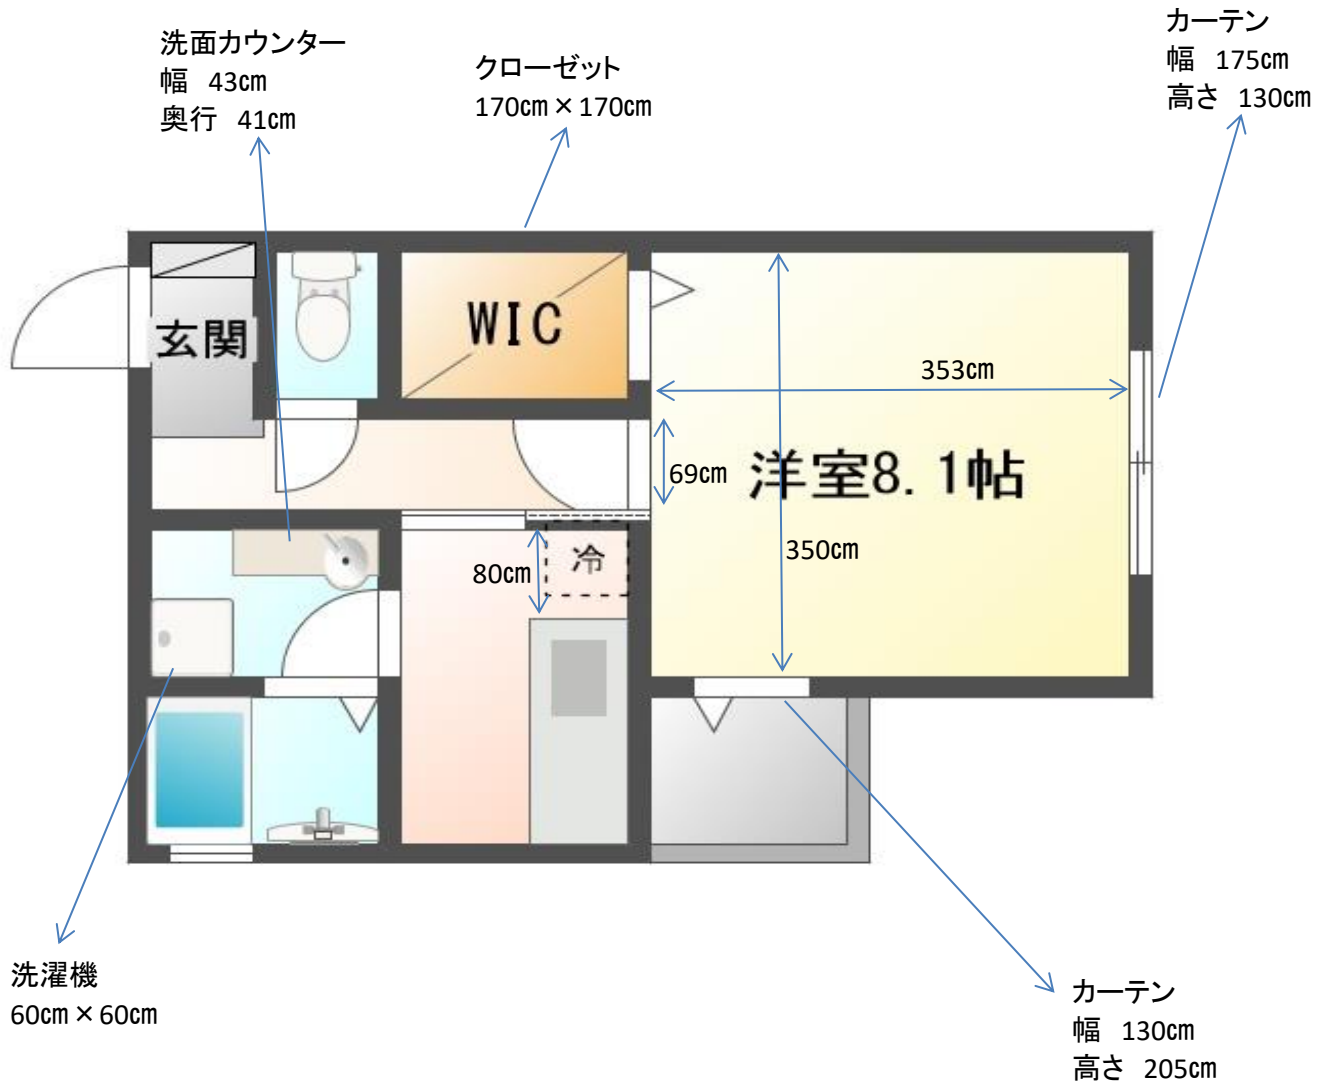 カーテン
幅 175㎝
高さ 130㎝
洗面カウンター
幅 43㎝
奥行 41㎝
クローゼット
170㎝×170㎝
玄関
WIC
353㎝
69㎝
洋室8.1帖
350㎝
80㎝
冷
洗濯機
60㎝×60㎝
カーテン
幅 130㎝
高さ 205㎝